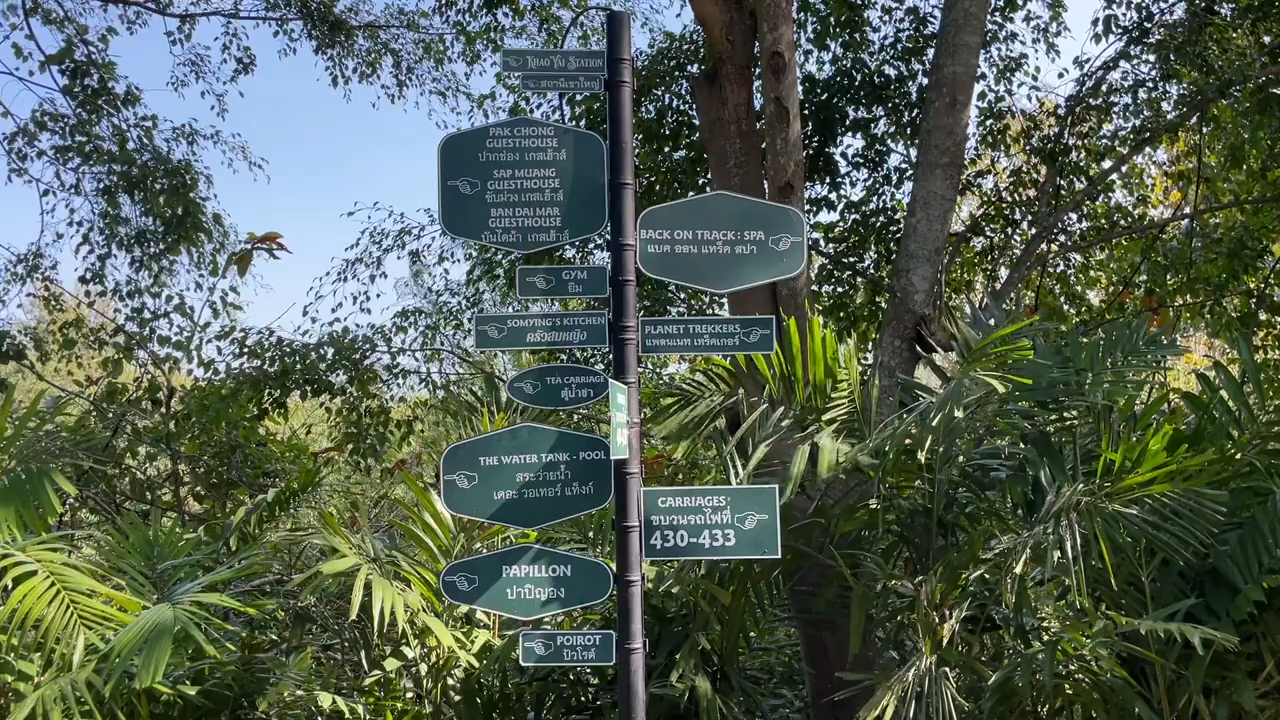 KHAO YAI STATION
สถานีเขาใหญ่
PAK CHONG
GUESTHOUSE
ปากช่อง เกสเฮ้าส์
SAP MUANG
GUESTHOUSE
ซับม่วง เกสเฮ้าส์
BAN DAI MAR
GUESTHOUSE
บันไดม้า เกสเฮ้าส์
BACK ON TRACK : SPA
แบค ออน แทร็ค สปา
GYM
ยิม
SOMYING'S KITCHEN
ครัวสมหญิง
PLANET TREKKERS
แพลนเนท เทร็คเกอร์
TEA CARRIAGE
ตู้น้ำชา
THE WATER TANK - POOL
สระว่ายน้ำ
เดอะ วอเทอร์ แท็งก์
CARRIAGES
ขบวนรถไฟที่
430-433
PAPILLON
ปาปิญอง
POIROT
ปัวโรต์